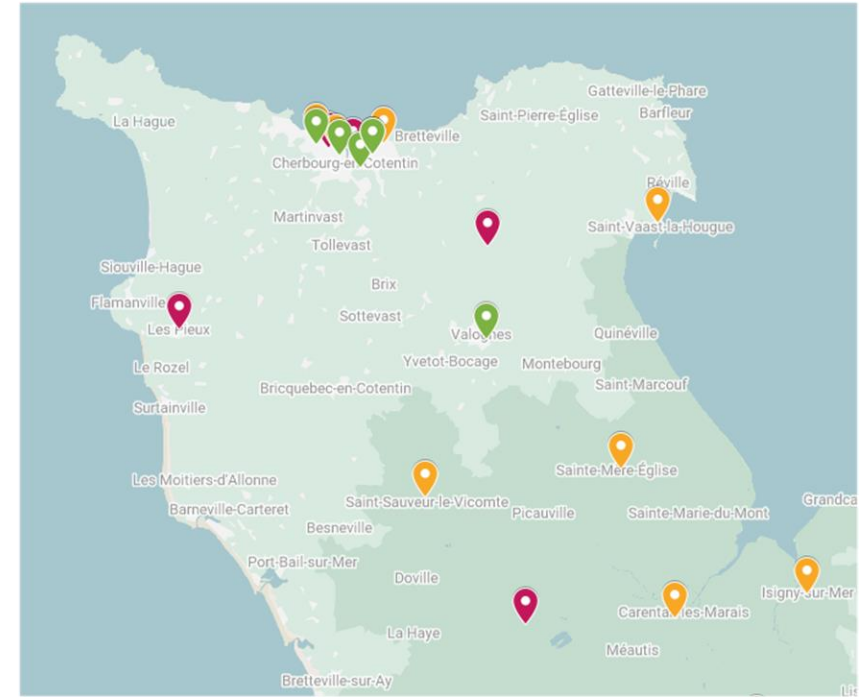 Gatteville-le-Phare
La Hague
Saint-Pierre-Église
Barfleur
Bretteville
Cherbourg-en-Cotentin
Réville
Martinvast
Saint-Vaast-la-Hougue
Tollevast
Siouville-Hague
Brix
Flamanville
Sottevast
Les Pieux
Valognes
Quinéville
Yvetot-Bocage
Montebourg
Le Rozel
Bricquebec-en-Cotentin
Saint-Marcouf
Surtainville
Sainte-Mère-Église
Les Moitiers-d'Allonne
Saint-Sauveur-le-Vicomte
Grandca
Barneville-Carteret
Picauville
Sainte-Marie-du-Mont
Besneville
Port-Bail-sur-Mer
Doville
Isigny-sur-Mer
Carentan-les-Marais
La Haye
Méautis
Bretteville-sur-Ay